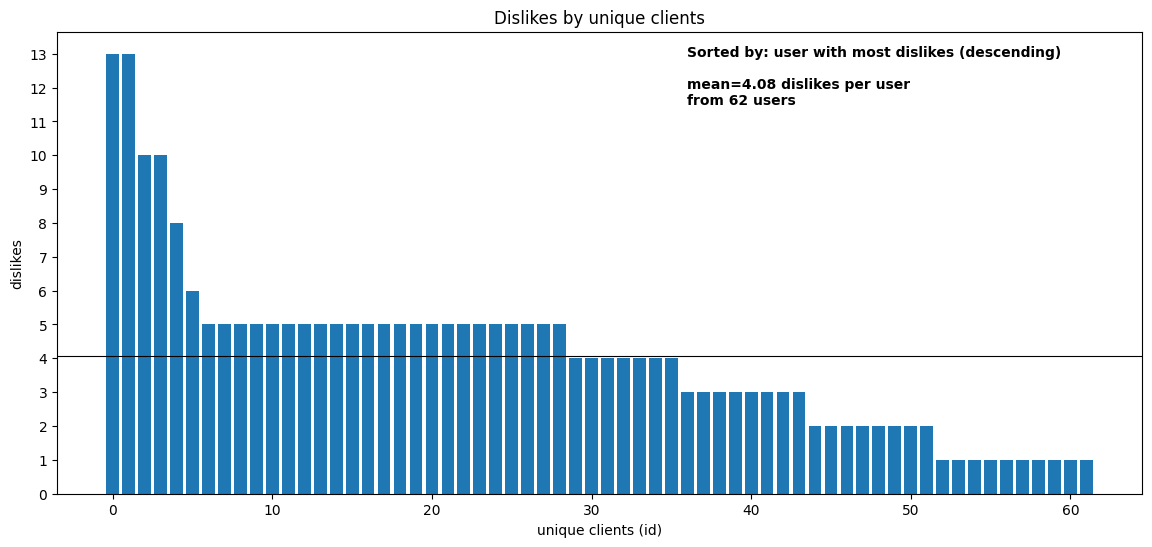 Dislikes by unique clients
Sorted by: user with most dislikes (descending)
mean=4.08 dislikes per user
from 62 users
dislikes
13
12
11
10
9
8
7
6
5
4
3
2
1
0
0 10 20 30 40 50 60
unique clients (id)